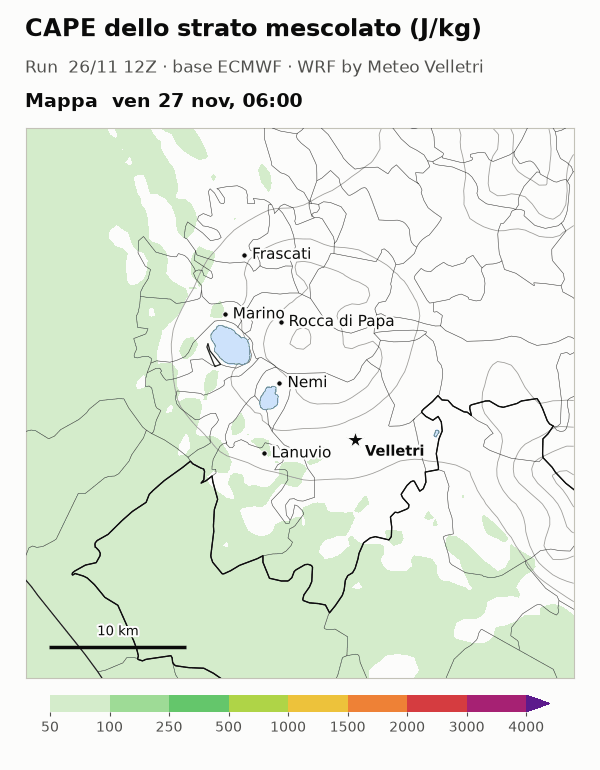 CAPE dello strato mescolato (J/kg)
Run  26/11 12Z · base ECMWF · WRF by Meteo Velletri
Mappa  ven 27 nov, 06:00
Frascati
Marino
Rocca di Papa
Nemi
Velletri
Lanuvio
10 km
50 100 250 500 1000 1500 2000 3000 4000